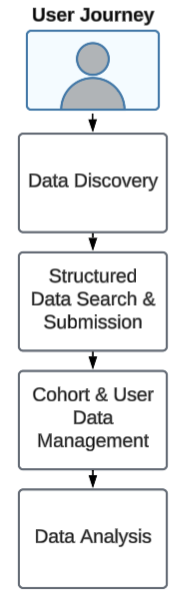 User Journey
Data Discovery
Structured
Data Search &
Submission
Cohort & User
Data
Management
Data Analysis